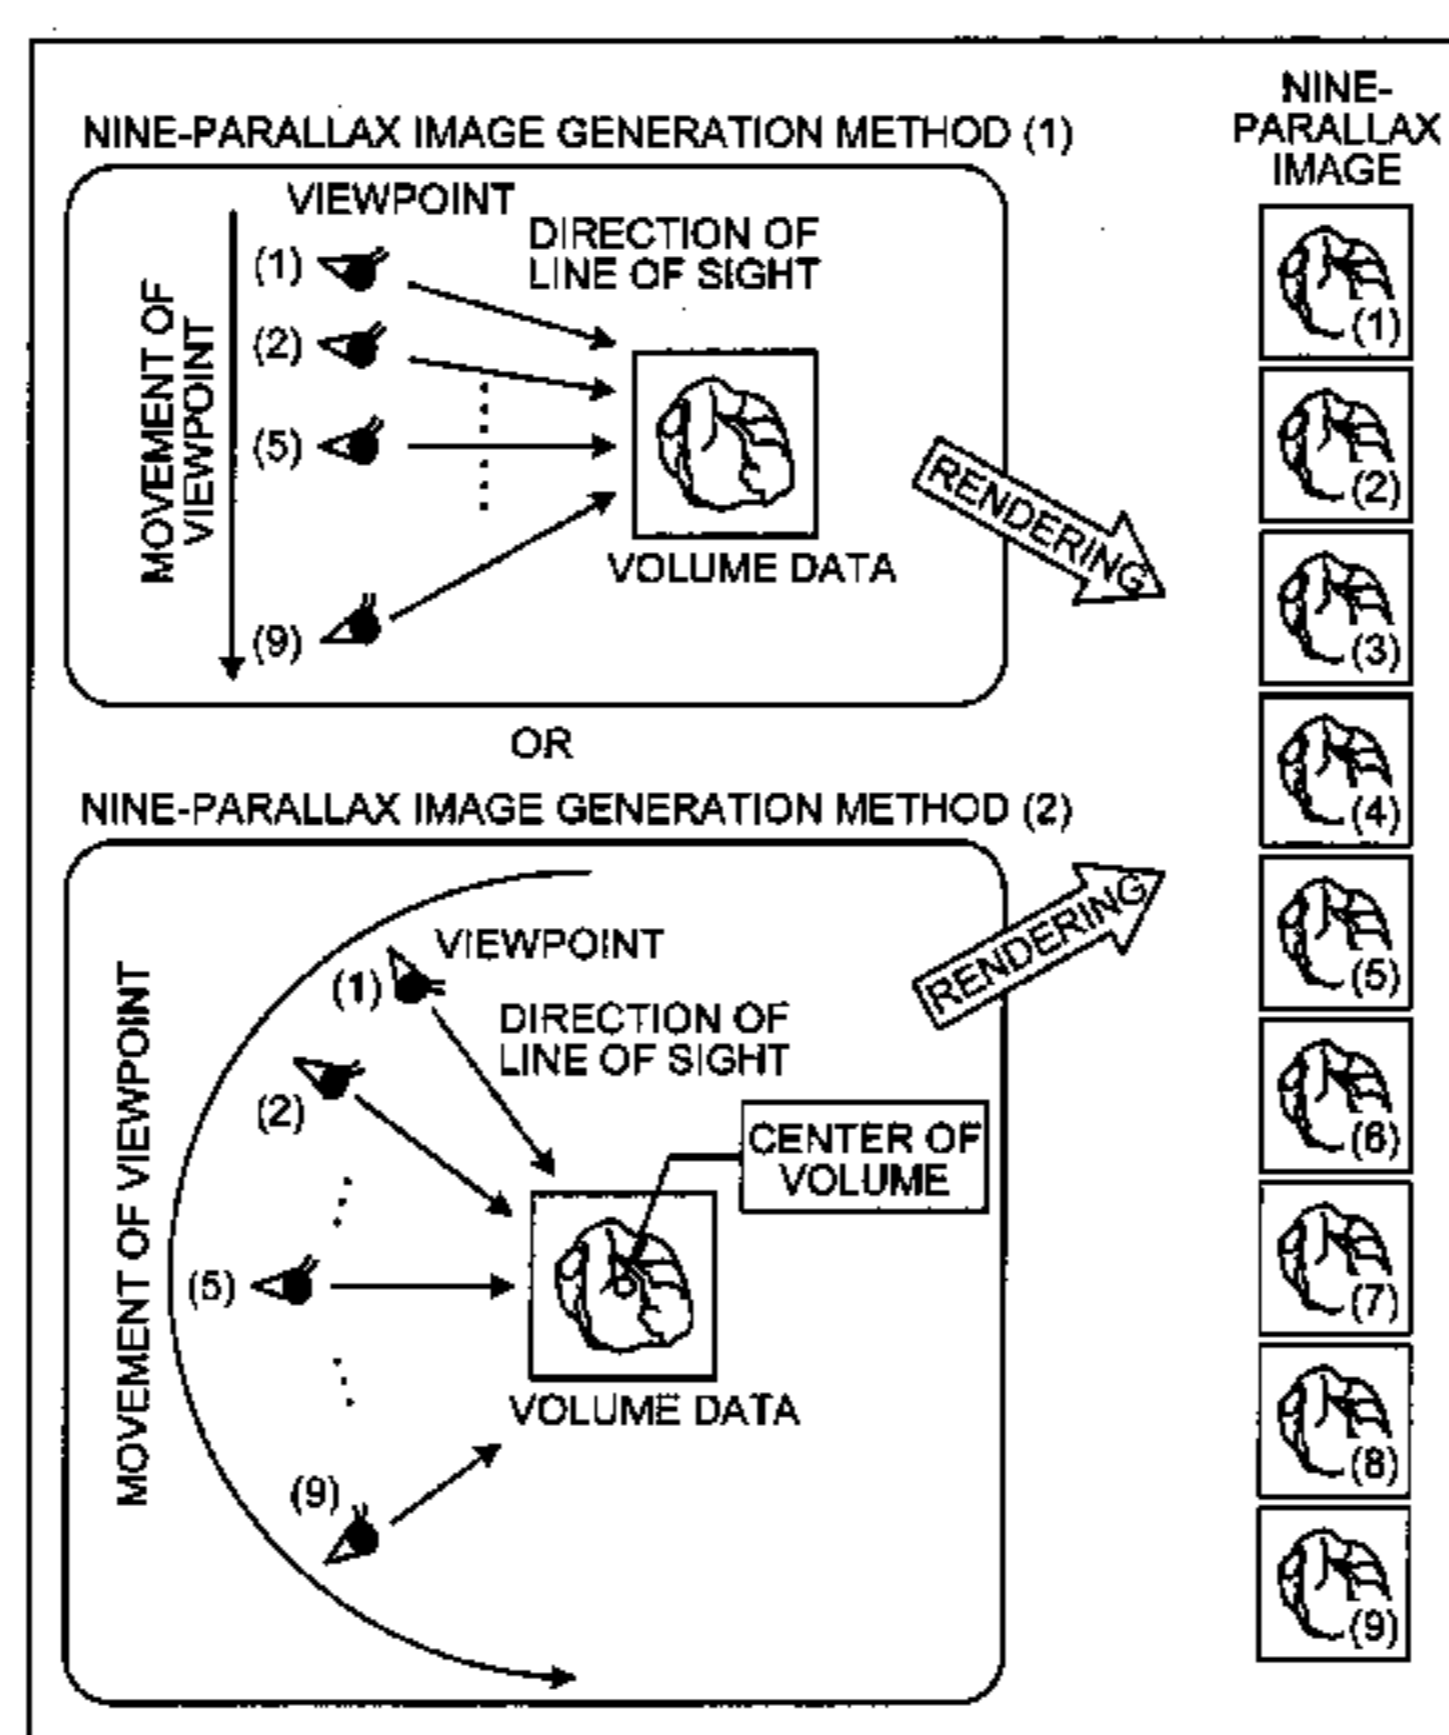 NINE-PARALLAX IMAGE GENERATION METHOD (1)
VIEWPOINT
DIRECTION OF
LINE OF SIGHT
MOVEMENT OF
VIEWPOINT
(1)
(2)
(5)
(9)
VOLUME DATA
RENDERING
OR
NINE-PARALLAX IMAGE GENERATION METHOD (2)
MOVEMENT OF VIEWPOINT
VIEWPOINT
(1)
DIRECTION OF
LINE OF SIGHT
(2)
CENTER OF
VOLUME
(5)
VOLUME DATA
(9)
RENDERING
NINE-
PARALLAX
IMAGE
(1)
(2)
(3)
(4)
(5)
(6)
(7)
(8)
(9)